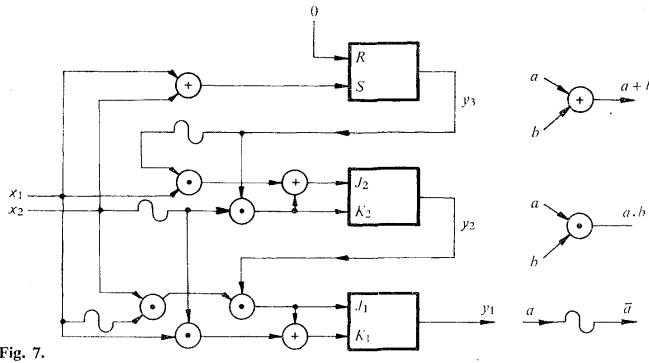 0
R
S
y₃
a
b
+
a + b
x₁
x₂
+
J₂
K₂
y₂
a
b
a . b
J₁
K₁
+
y₁
a
ā
Fig. 7.